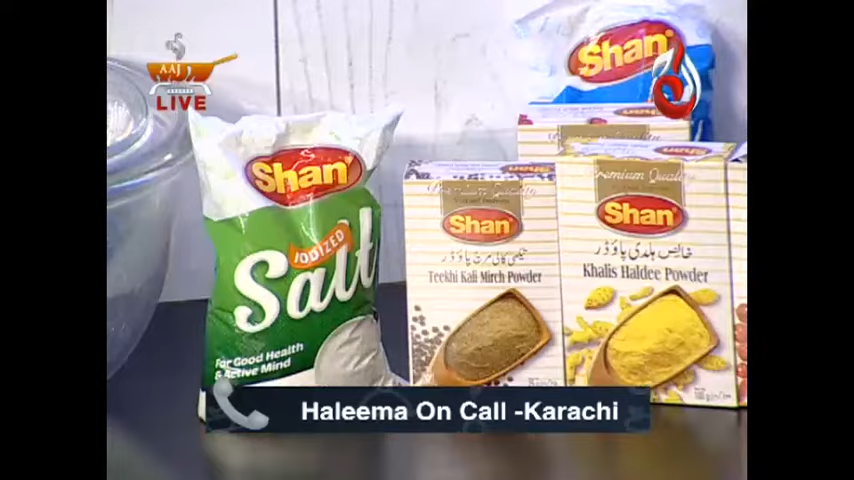 AAJ
LIVE
Shan
IODIZED
Salt
For Good Health
& Active Mind
Shan
Premium Quality
Shan
تیکھی کالی مرچ پاؤڈر
Teekhi Kali Mirch Powder
Premium Quality
Shan
خالص ہلدی پاؤڈر
Khalis Haldee Powder
Shan
Haleema On Call -Karachi